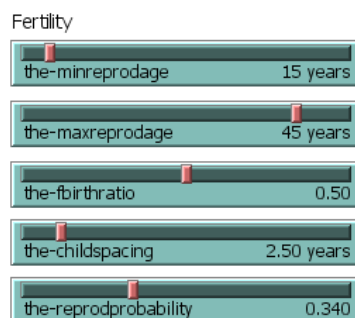 Fertility
the-minreprodage 15 years
the-maxreprodage 45 years
the-fbirthratio 0.50
the-childspacing 2.50 years
the-reprodprobability 0.340